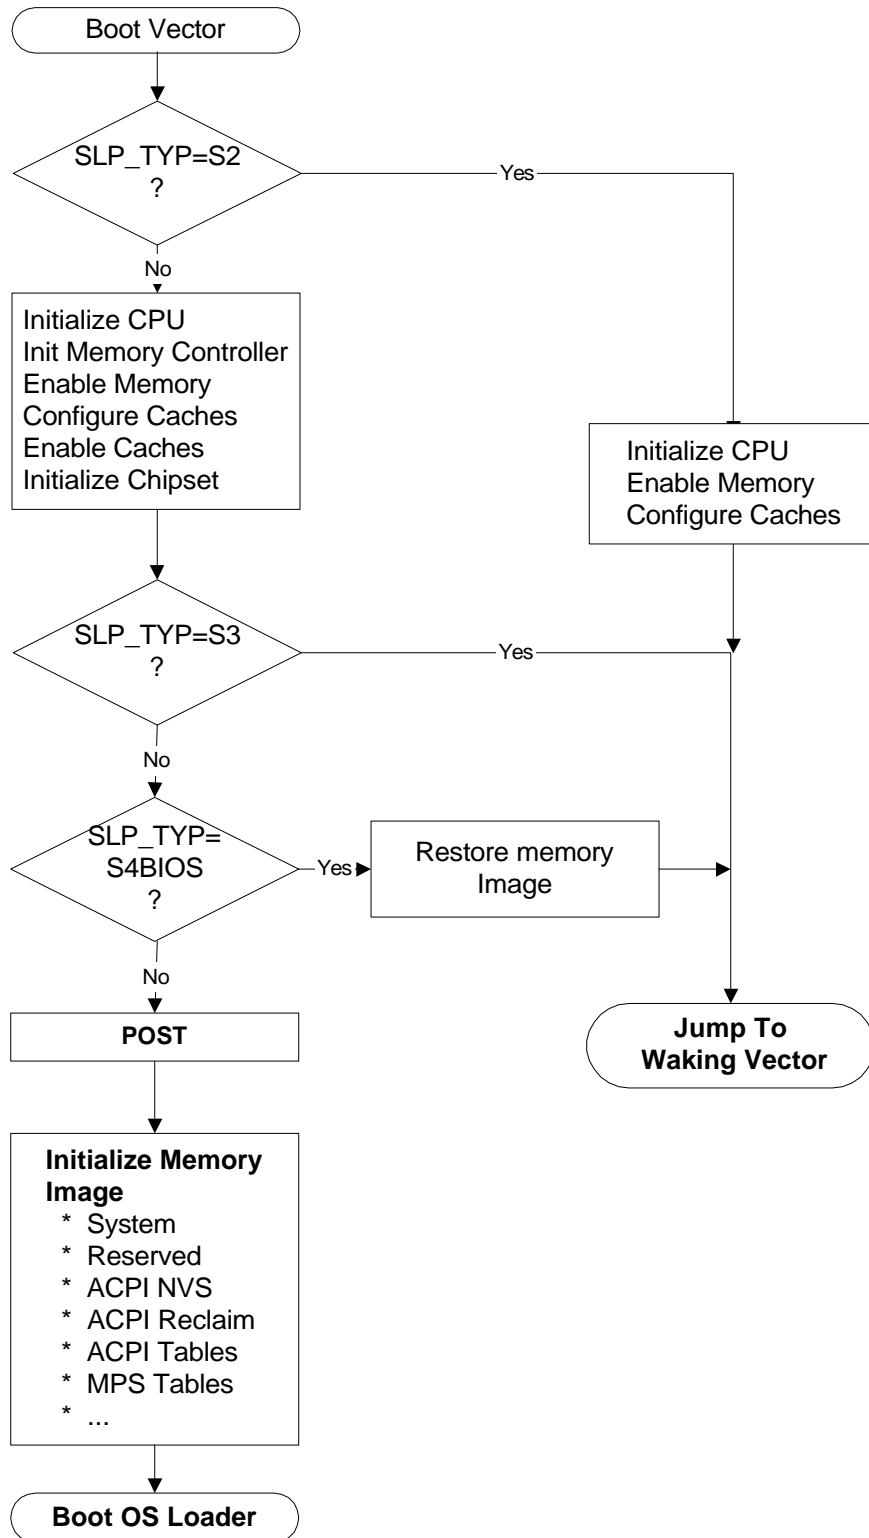 Boot Vector
SLP_TYP=S2
?
Yes
No
Initialize CPU
Init Memory Controller
Enable Memory
Configure Caches
Enable Caches
Initialize Chipset
Initialize CPU
Enable Memory
Configure Caches
SLP_TYP=S3
?
Yes
No
SLP_TYP=
S4BIOS
?
Yes
Restore memory
Image
No
POST
Jump To
Waking Vector
Initialize Memory
Image
* System
* Reserved
* ACPI NVS
* ACPI Reclaim
* ACPI Tables
* MPS Tables
* ...
Boot OS Loader